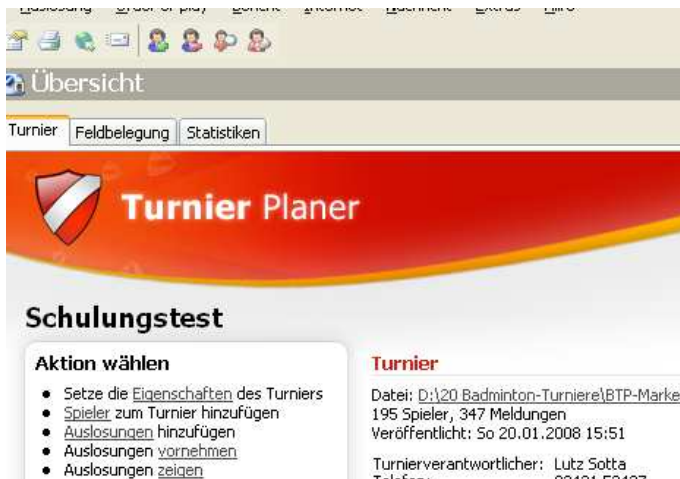 Übersicht
Turnier Feldbelegung Statistiken
Turnier Planer
Schulungstest
Aktion wählen
• Setze die Eigenschaften des Turniers
• Spieler zum Turnier hinzufügen
• Auslosungen hinzufügen
• Auslosungen vornehmen
• Auslosungen zeigen
Turnier
Datei: D:\20 Badminton-Turniere\BTP-Marke
195 Spieler, 347 Meldungen
Veröffentlicht: So 20.01.2008 15:51
Turnierverantwortlicher: Lutz Sotta